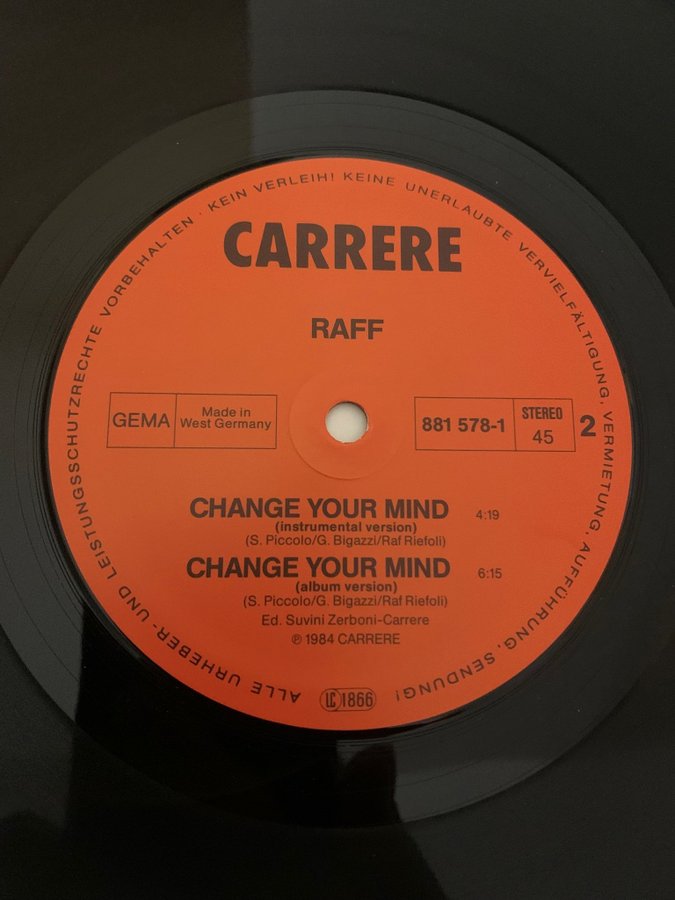 ALLE URHEBER- UND LEISTUNGSSCHUTZRECHTE VORBEHALTEN · KEIN VERLEIH! KEINE UNERLAUBTE VERVIELFÄLTIGUNG, VERMIETUNG, AUFFÜHRUNG, SENDUNG!
CARRERE
RAFF
GEMA
Made in
West Germany
881 578-1
STEREO
45
2
CHANGE YOUR MIND 4:19
(instrumental version)
(S. Piccolo/G. Bigazzi/Raf Riefoli)
CHANGE YOUR MIND 6:15
(album version)
(S. Piccolo/G. Bigazzi/Raf Riefoli)
Ed. Suvini Zerboni-Carrere
℗ 1984 CARRERE
LC 1866